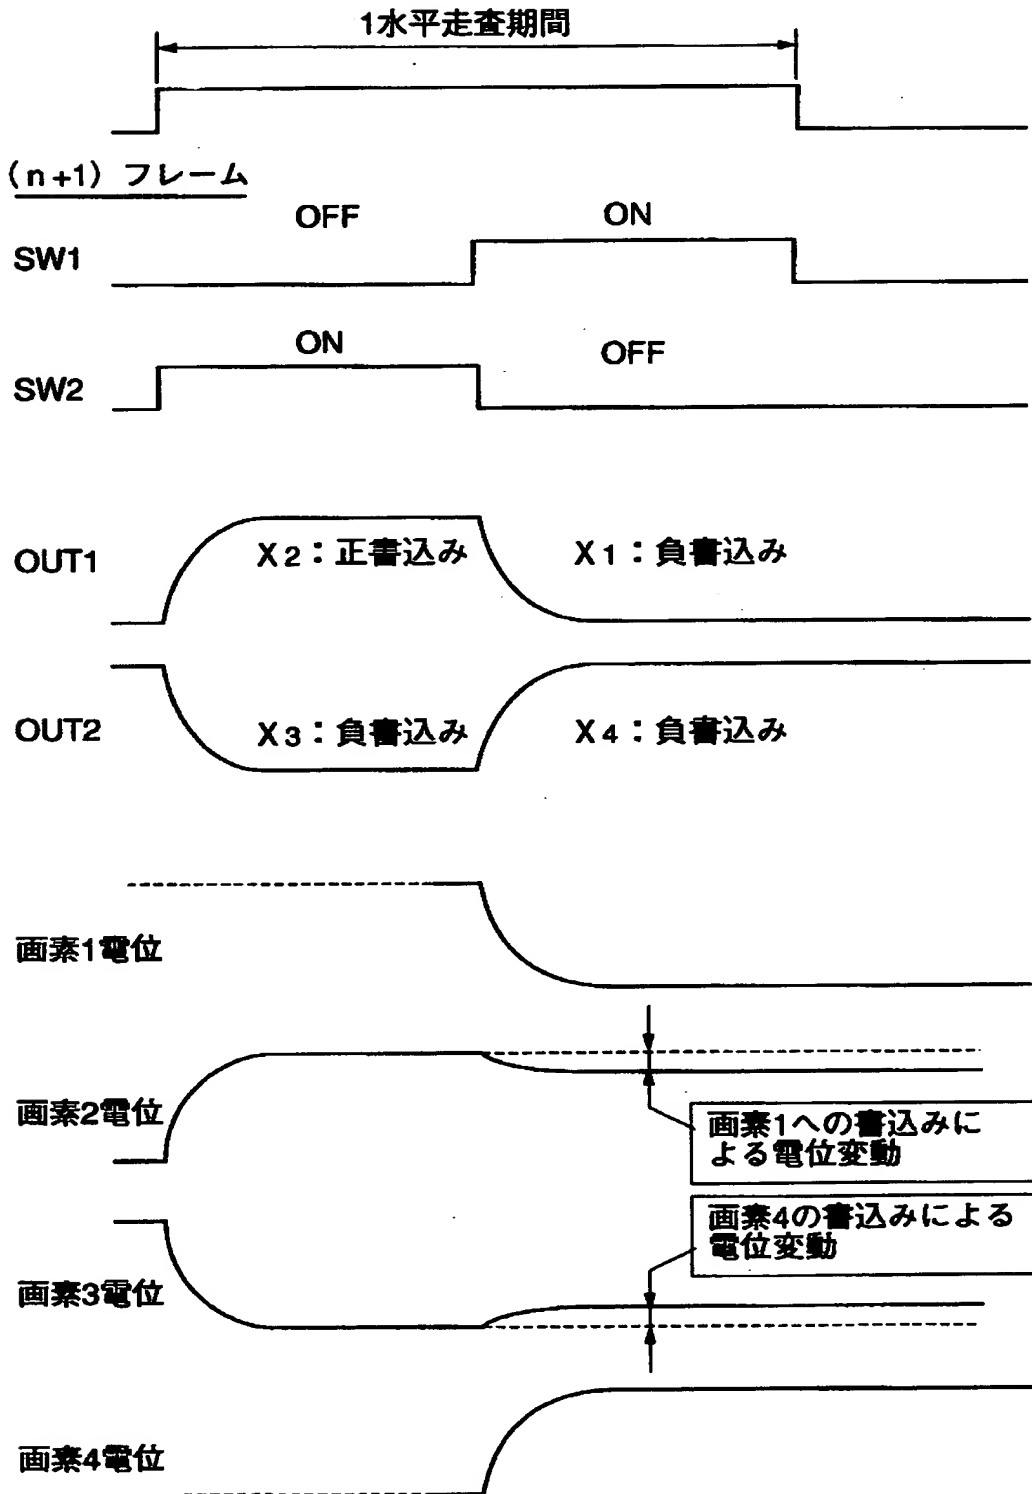 1水平走査期間
(n+1) フレーム
OFF
ON
SW1
ON
OFF
SW2
OUT1
X2:正書込み
X1:負書込み
OUT2
X3:負書込み
X4:負書込み
画素1電位
画素2電位
画素1への書込みに
よる電位変動
画素4の書込みによる
電位変動
画素3電位
画素4電位